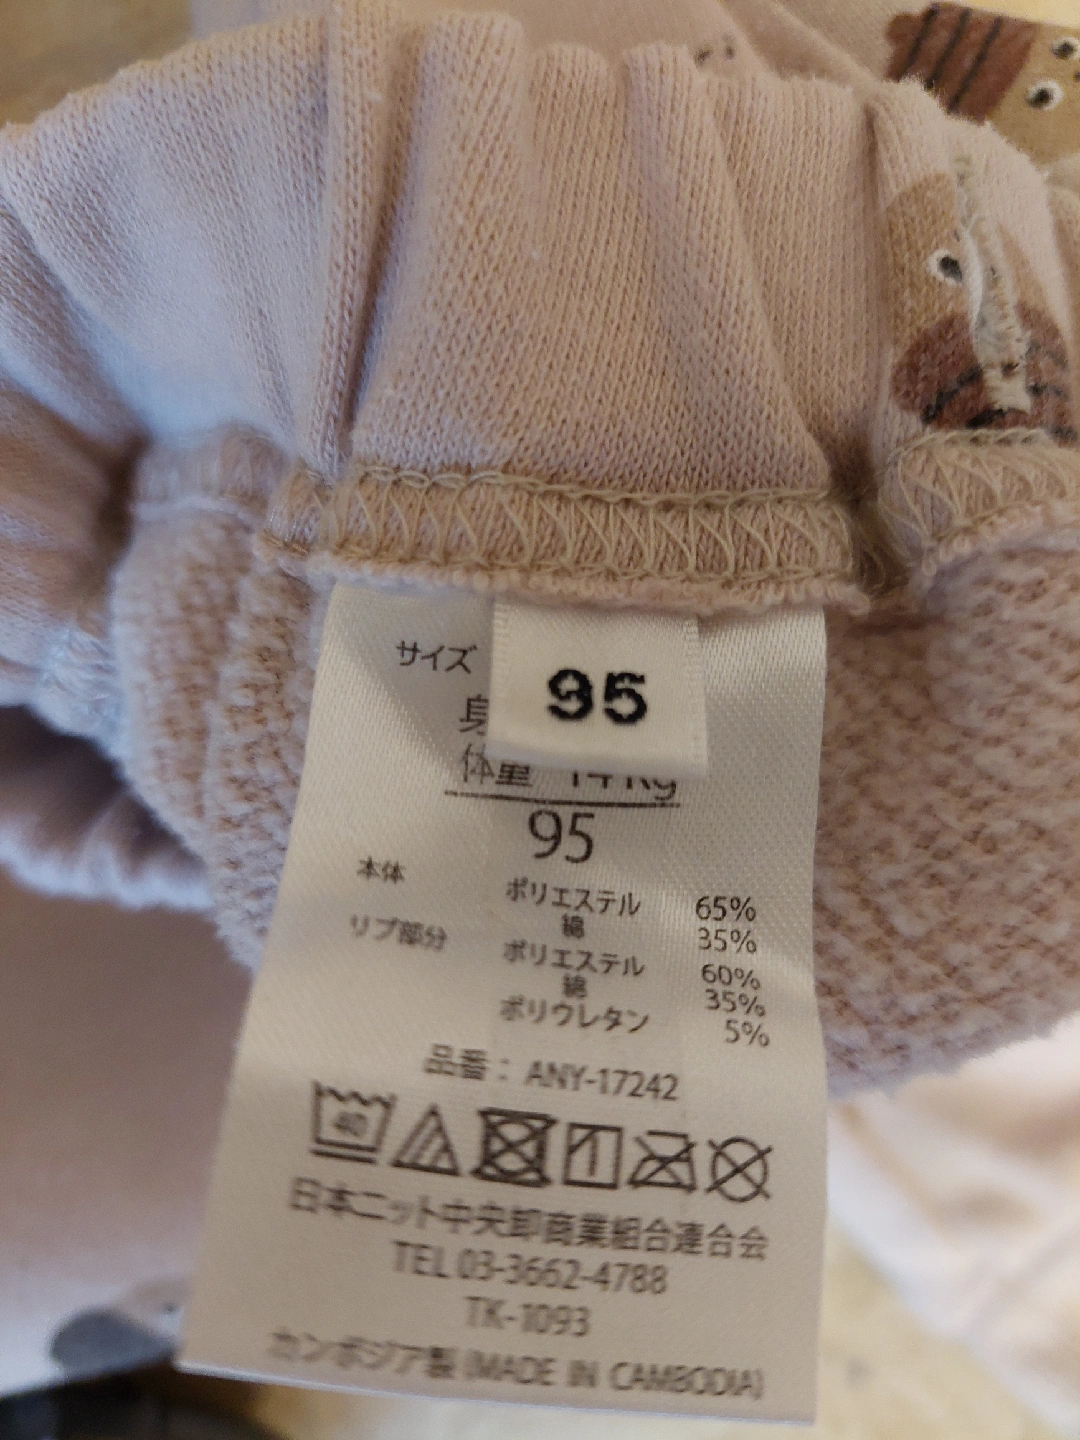 サイズ
95
体重 14kg
95
本体 ポリエステル 65%
綿 35%
リブ部分 ポリエステル 60%
綿 35%
ポリウレタン 5%
品番： ANY-17242
40
日本ニット中央卸商業組合連合会
TEL 03-3662-4788
TK-1093
カンボジア製 (MADE IN CAMBODIA)